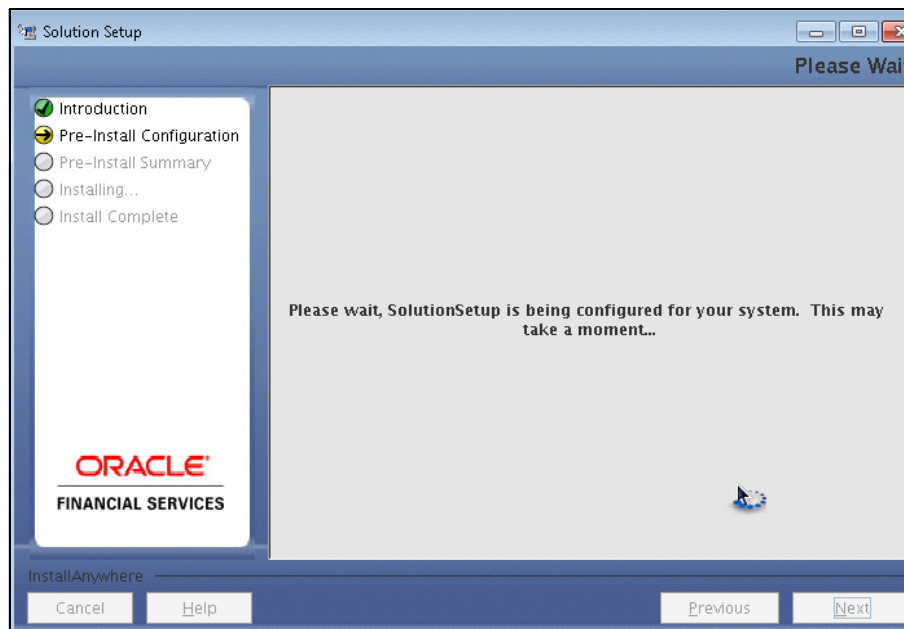 Solution Setup
Please Wai
Introduction
Pre-Install Configuration
Pre-Install Summary
Installing...
Install Complete
Please wait, SolutionSetup is being configured for your system. This may
take a moment...
ORACLE'
FINANCIAL SERVICES
InstallAnywhere
Cancel
Help
Previous
Next